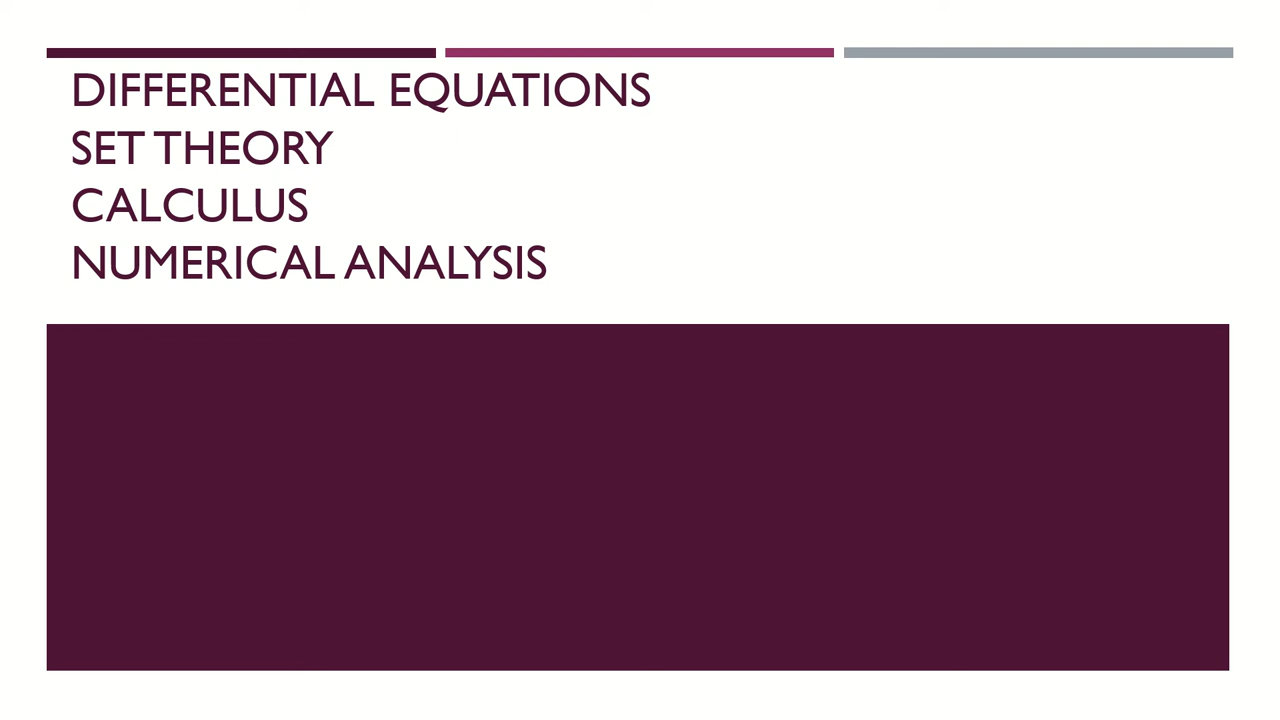 DIFFERENTIAL EQUATIONS
SET THEORY
CALCULUS
NUMERICAL ANALYSIS